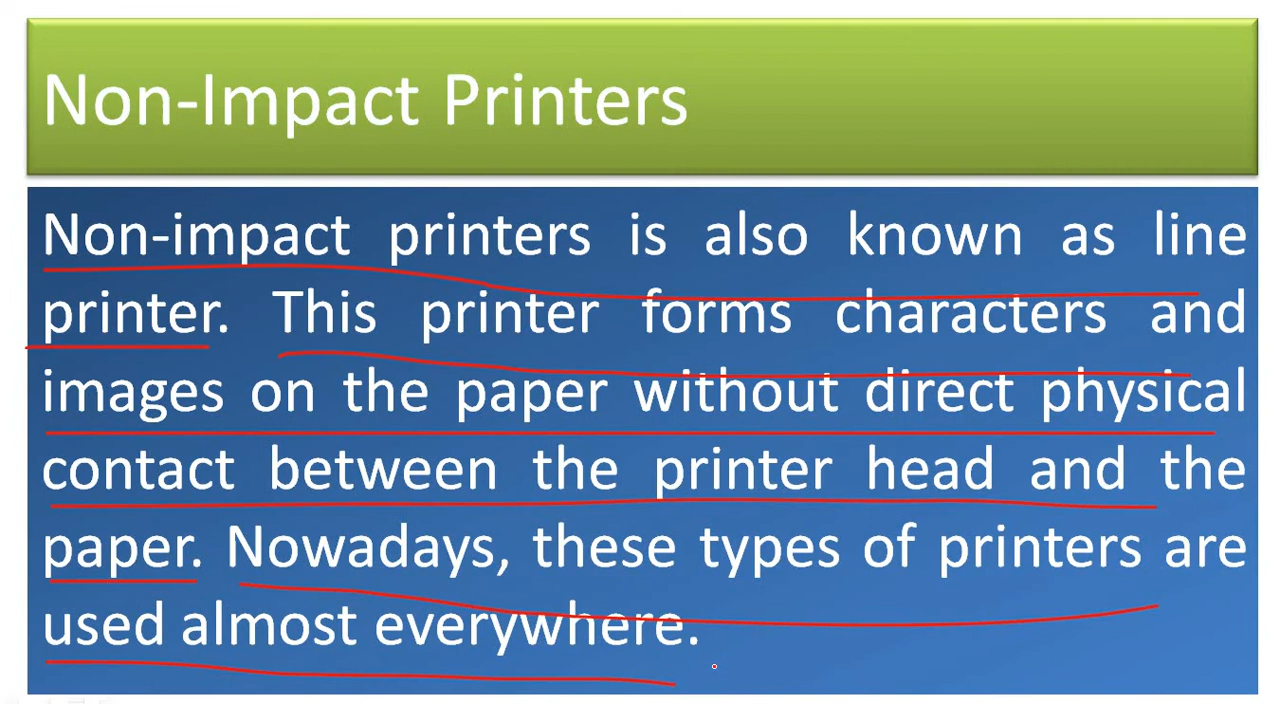 Non-Impact Printers
Non-impact printers is also known as line
printer. This printer forms characters and
images on the paper without direct physical
contact between the printer head and the
paper. Nowadays, these types of printers are
used almost everywhere.